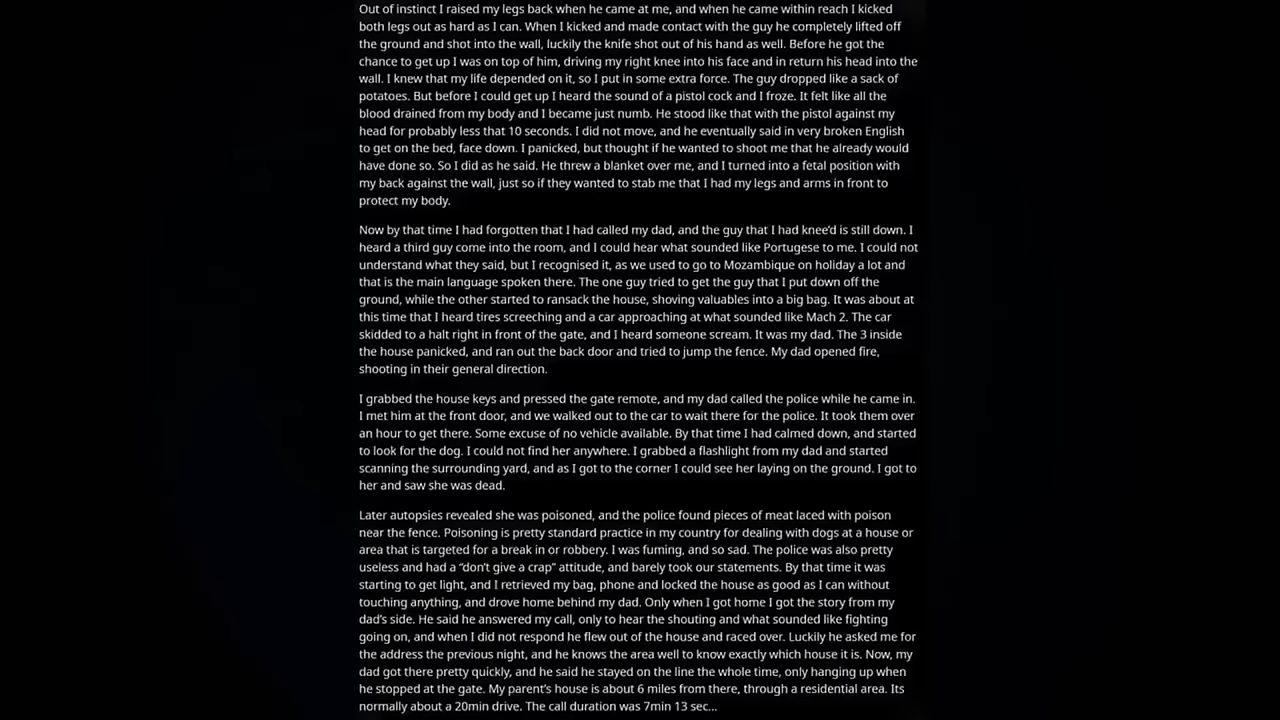 Out of instinct I raised my legs back when he came at me, and when he came within reach I kicked
both legs out as hard as I can. When I kicked and made contact with the guy he completely lifted off
the ground and shot into the wall, luckily the knife shot out of his hand as well. Before he got the
chance to get up I was on top of him, driving my right knee into his face and in return his head into the
wall. I knew that my life depended on it, so I put in some extra force. The guy dropped like a sack of
potatoes. But before I could get up I heard the sound of a pistol cock and I froze. It felt like all the
blood drained from my body and I became just numb. He stood like that with the pistol against my
head for probably less that 10 seconds. I did not move, and he eventually said in very broken English
to get on the bed, face down. I panicked, but thought if he wanted to shoot me that he already would
have done so. So I did as he said. He threw a blanket over me, and I turned into a fetal position with
my back against the wall, just so if they wanted to stab me that I had my legs and arms in front to
protect my body.
Now by that time I had forgotten that I had called my dad, and the guy that I had knee'd is still down. I
heard a third guy come into the room, and I could hear what sounded like Portugese to me. I could not
understand what they said, but I recognised it, as we used to go to Mozambique on holiday a lot and
that is the main language spoken there. The one guy tried to get the guy that I put down off the
ground, while the other started to ransack the house, shoving valuables into a big bag. It was about at
this time that I heard tires screeching and a car approaching at what sounded like Mach 2. The car
skidded to a halt right in front of the gate, and I heard someone scream. It was my dad. The 3 inside
the house panicked, and ran out the back door and tried to jump the fence. My dad opened fire,
shooting in their general direction.
I grabbed the house keys and pressed the gate remote, and my dad called the police while he came in.
I met him at the front door, and we walked out to the car to wait there for the police. It took them over
an hour to get there. Some excuse of no vehicle available. By that time I had calmed down, and started
to look for the dog. I could not find her anywhere. I grabbed a flashlight from my dad and started
scanning the surrounding yard, and as I got to the corner I could see her laying on the ground. I got to
her and saw she was dead.
Later autopsies revealed she was poisoned, and the police found pieces of meat laced with poison
near the fence. Poisoning is pretty standard practice in my country for dealing with dogs at a house or
area that is targeted for a break in or robbery. I was fuming, and so sad. The police was also pretty
useless and had a “don't give a crap” attitude, and barely took our statements. By that time it was
starting to get light, and I retrieved my bag, phone and locked the house as good as I can without
touching anything, and drove home behind my dad. Only when I got home I got the story from my
dad's side. He said he answered my call, only to hear the shouting and what sounded like fighting
going on, and when I did not respond he flew out of the house and raced over. Luckily he asked me for
the address the previous night, and he knows the area well to know exactly which house it is. Now, my
dad got there pretty quickly, and he said he stayed on the line the whole time, only hanging up when
he stopped at the gate. My parent's house is about 6 miles from there, through a residential area. Its
normally about a 20min drive. The call duration was 7min 13 sec...